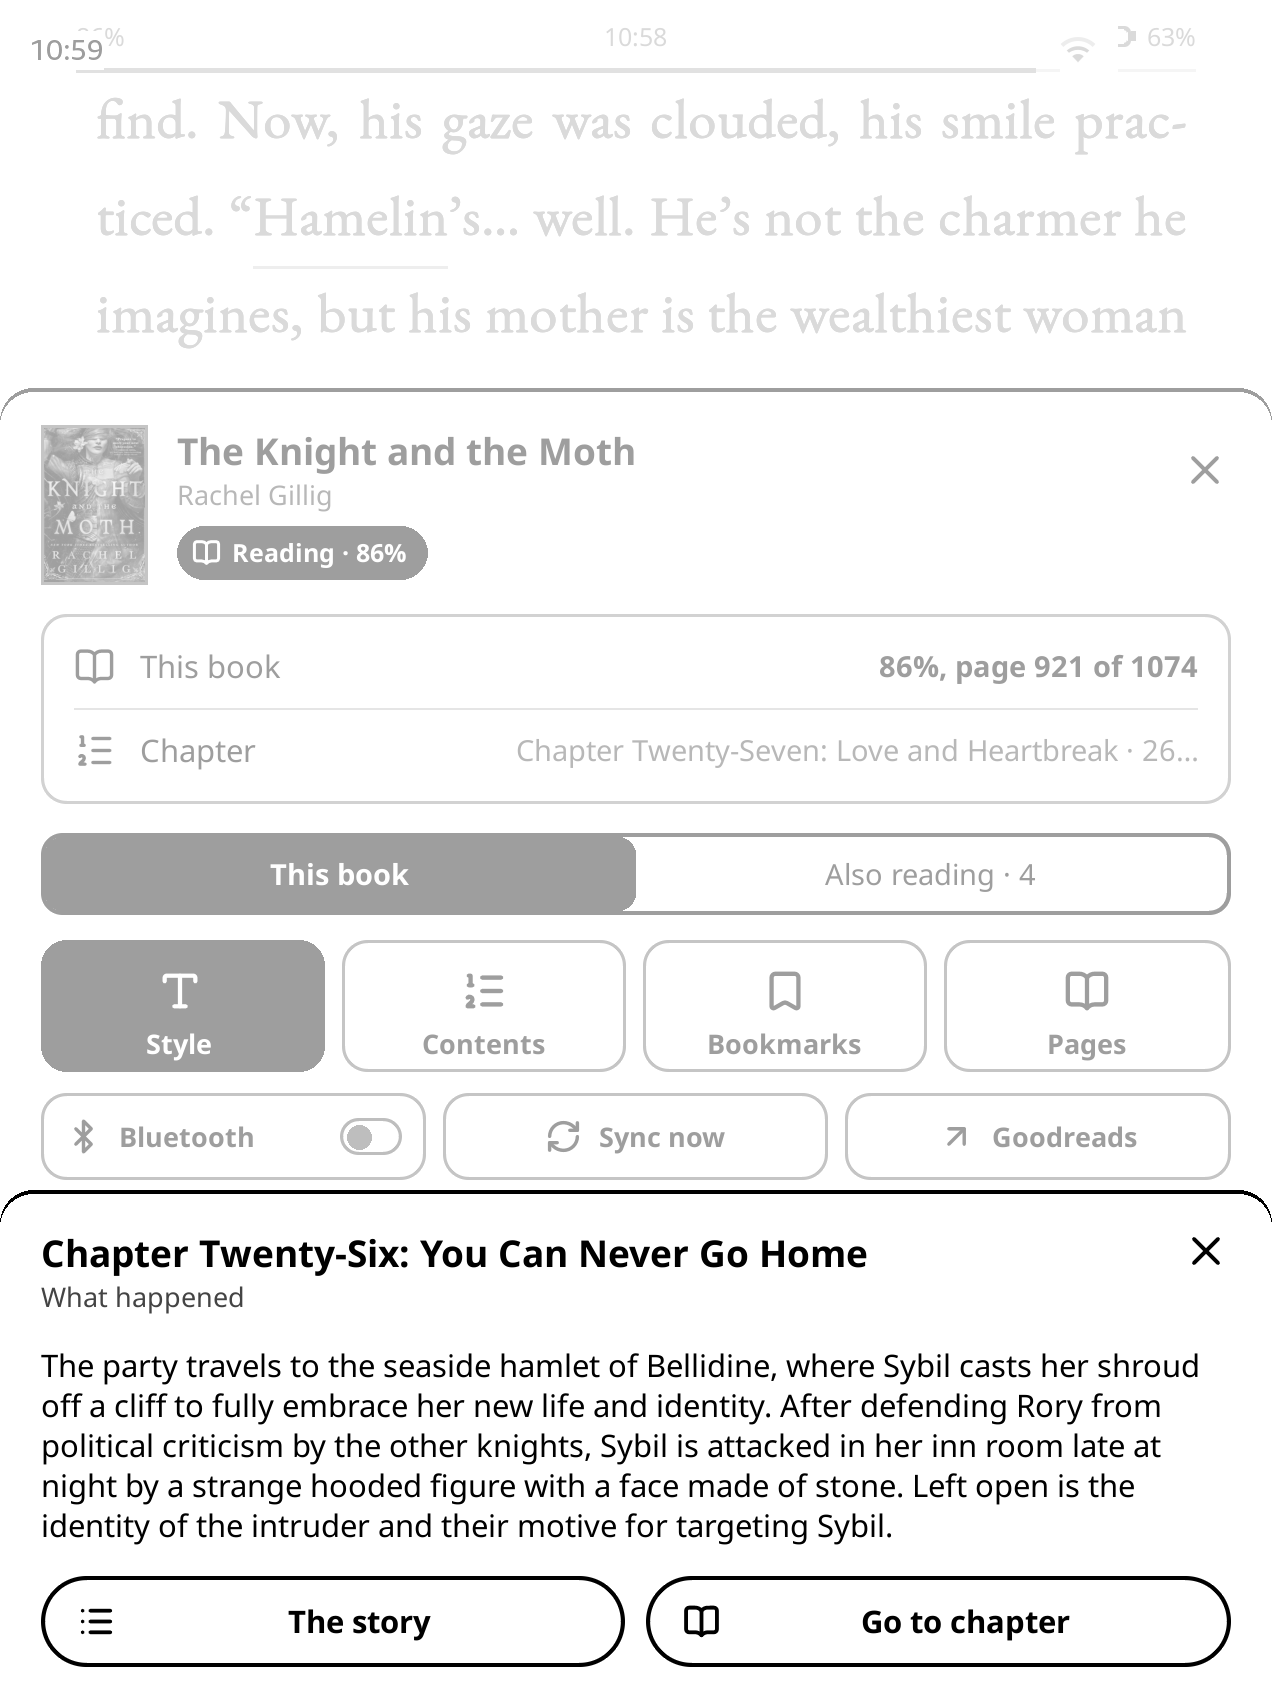 10:59
6%
10:58
63%
find. Now, his gaze was clouded, his smile prac-
ticed. “Hamelin’s... well. He’s not the charmer he
imagines, but his mother is the wealthiest woman
KNIGHT
AND THE
MOTH
RACHEL
GILLIG
The Knight and the Moth
Rachel Gillig
Reading · 86%
This book
86%, page 921 of 1074
Chapter
Chapter Twenty-Seven: Love and Heartbreak · 26...
This book
Also reading · 4
Style
Contents
Bookmarks
Pages
Bluetooth
Sync now
Goodreads
Chapter Twenty-Six: You Can Never Go Home
What happened
The party travels to the seaside hamlet of Bellidine, where Sybil casts her shroud
off a cliff to fully embrace her new life and identity. After defending Rory from
political criticism by the other knights, Sybil is attacked in her inn room late at
night by a strange hooded figure with a face made of stone. Left open is the
identity of the intruder and their motive for targeting Sybil.
The story
Go to chapter